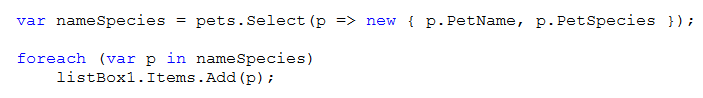 var nameSpecies = pets.Select(p => new { p.PetName, p.PetSpecies });
foreach (var p in nameSpecies)
    listBox1.Items.Add(p);